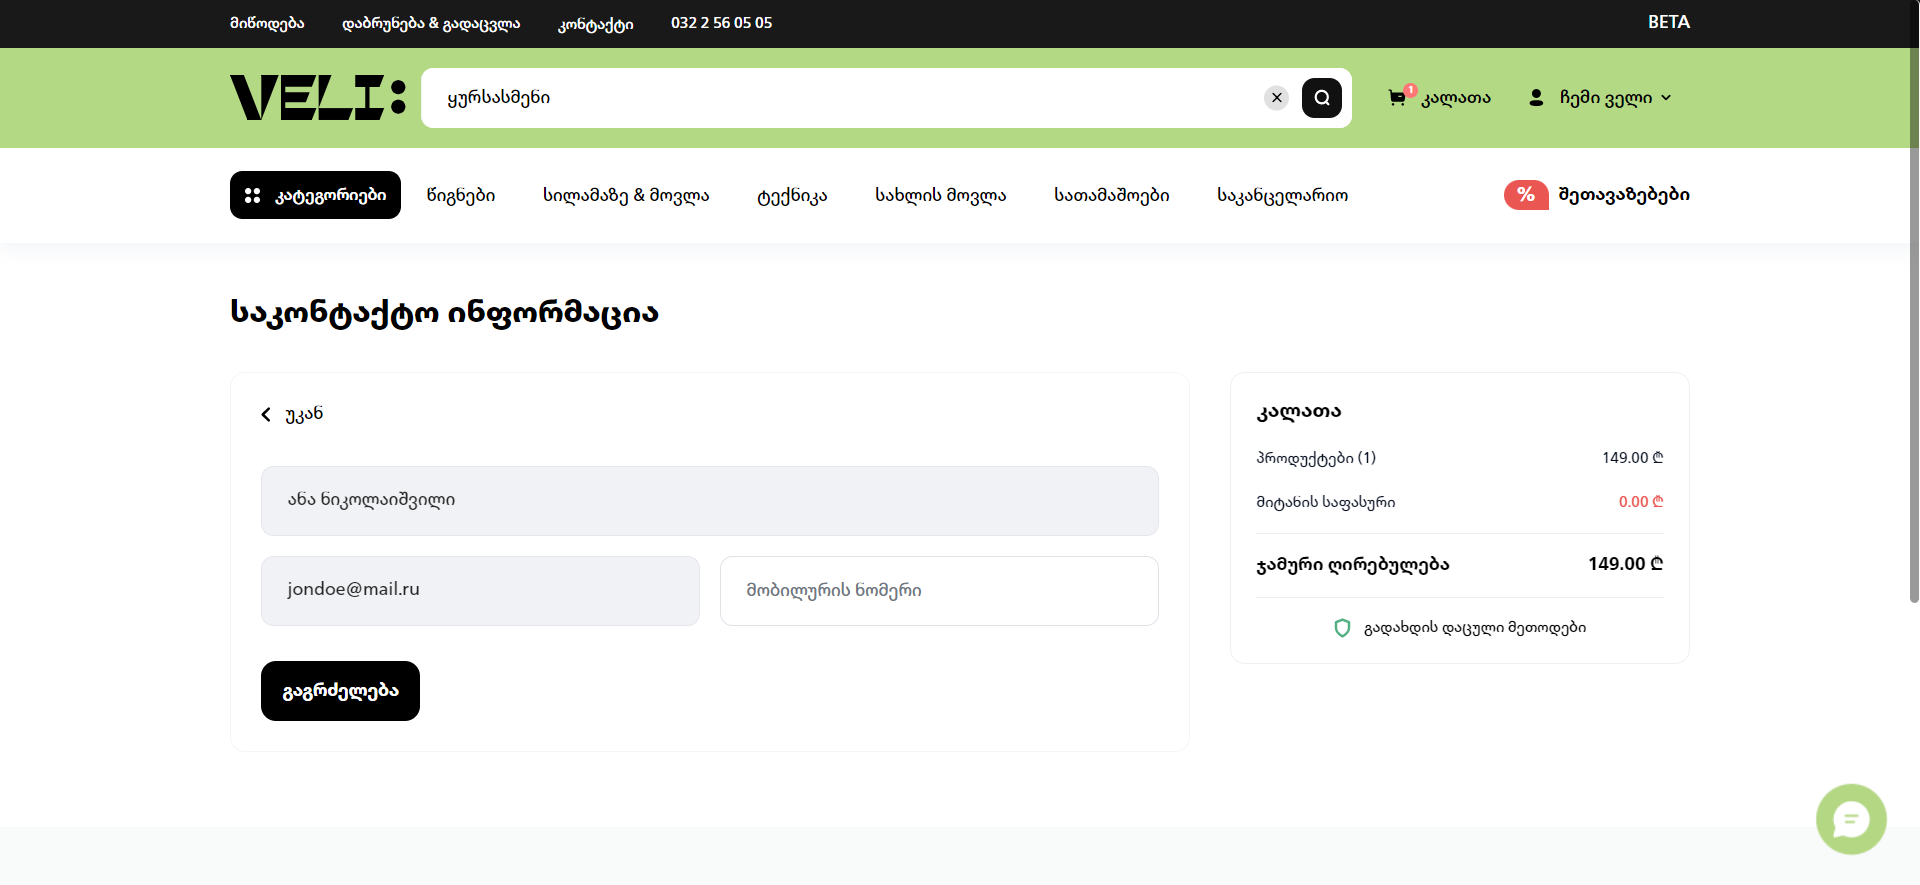 მიწოდება დაბრუნება & გადაცვლა კონტაქტი 032 2 56 05 05 BETA
VELI: ყურსასმენი 1 კალათა ჩემი ველი
კატეგორიები წიგნები სილამაზე & მოვლა ტექნიკა სახლის მოვლა სათამაშოები საკანცელარიო % შეთავაზებები
საკონტაქტო ინფორმაცია
უკან
ანა ნიკოლაიშვილი
jondoe@mail.ru მობილურის ნომერი
გაგრძელება
კალათა
პროდუქტები (1) 149.00 ₾
მიტანის საფასური 0.00 ₾
ჯამური ღირებულება 149.00 ₾
გადახდის დაცული მეთოდები